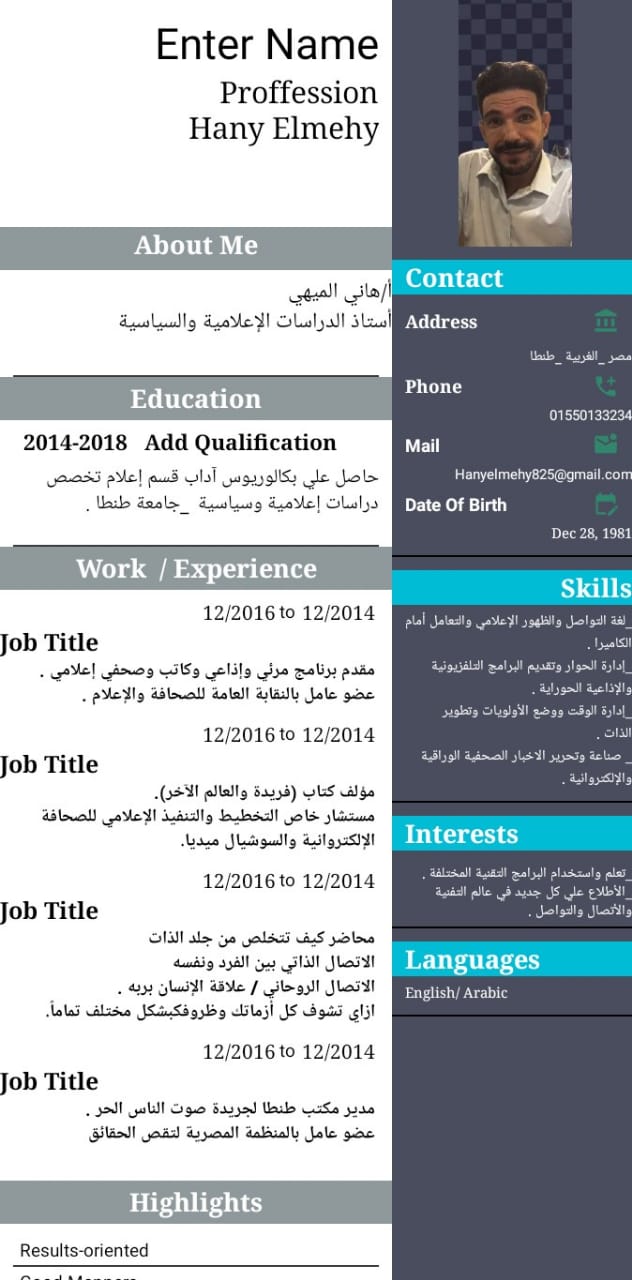 Enter Name
Proffession
Hany Elmehy
About Me
أ/هاني الميهي
أستاذ الدراسات الإعلامية والسياسية
Education
2014-2018 Add Qualification
حاصل علي بكالوريوس آداب قسم إعلام تخصص
دراسات إعلامية وسياسية _جامعة طنطا .
Work / Experience
12/2016 to 12/2014
Job Title
مقدم برنامج مرئي وإذاعي وكاتب وصحفي إعلامي .
عضو عامل بالنقابة العامة للصحافة والإعلام .
12/2016 to 12/2014
Job Title
مؤلف كتاب (فريدة والعالم الآخر).
مستشار خاص التخطيط والتنفيذ الإعلامي للصحافة
الإلكتروانية والسوشيال ميديا.
12/2016 to 12/2014
Job Title
محاضر كيف تتخلص من جلد الذات
الاتصال الذاتي بين الفرد ونفسه
الاتصال الروحاني / علاقة الإنسان بربه .
ازاي تشوف كل أزماتك وظروفكبشكل مختلف تماماً.
12/2016 to 12/2014
Job Title
مدير مكتب طنطا لجريدة صوت الناس الحر .
عضو عامل بالمنظمة المصرية لتقص الحقائق
Highlights
Results-oriented
Good Manners
Contact
Address
مصر _الغربية _طنطا
Phone
01550133234
Mail
Hanyelmehy825@gmail.com
Date Of Birth
Dec 28, 1981
Skills
_لغة التواصل والظهور الإعلامي والتعامل أمام
الكاميرا .
_إدارة الحوار وتقديم البرامج التلفزيونية
والإذاعية الحوراية .
_إدارة الوقت ووضع الأولويات وتطوير
الذات .
_ صناعة وتحرير الاخبار الصحفية الوراقية
والإلكتروانية .
Interests
_تعلم واستخدام البرامج التقنية المختلفة .
_الأطلاع علي كل جديد في عالم التفنية
والأتصال والتواصل .
Languages
English/ Arabic